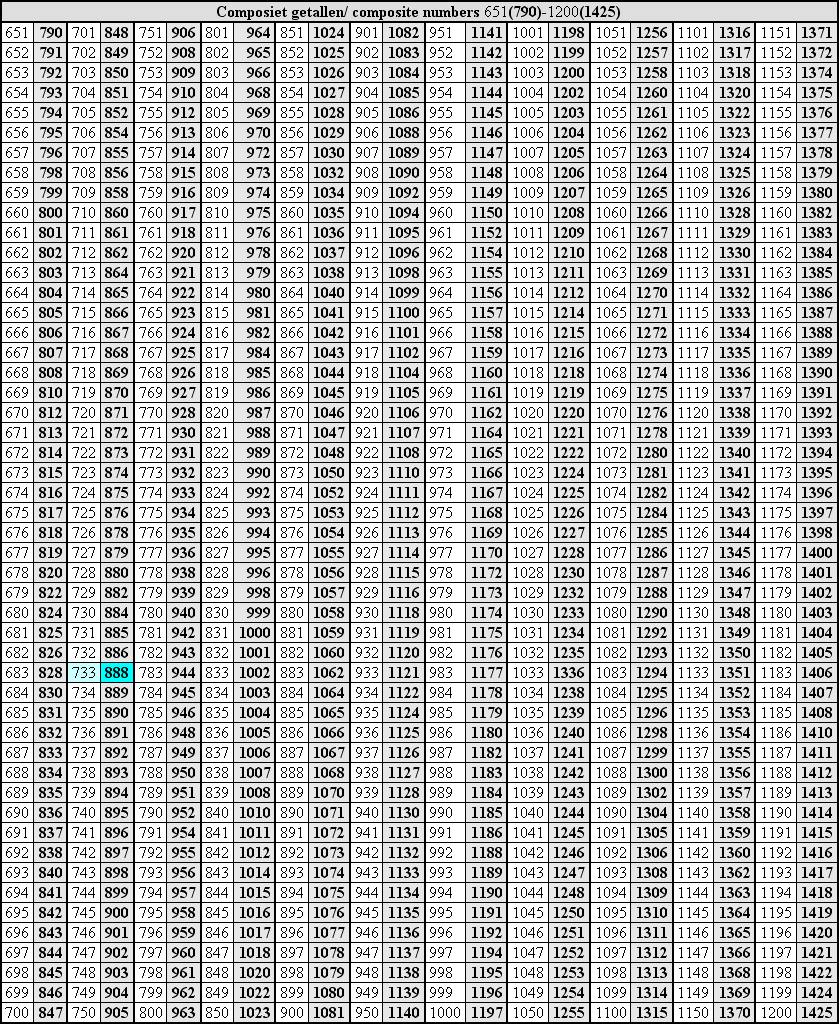 Composiet getallen/ composite numbers 651(790)-1200(1425)
651 790 701 848 751 906 801 964 851 1024 901 1082 951 1141 1001 1198 1051 1256 1101 1316 1151 1371
652 791 702 849 752 908 802 965 852 1025 902 1083 952 1142 1002 1199 1052 1257 1102 1317 1152 1372
653 792 703 850 753 909 803 966 853 1026 903 1084 953 1143 1003 1200 1053 1258 1103 1318 1153 1374
654 793 704 851 754 910 804 968 854 1027 904 1085 954 1144 1004 1202 1054 1260 1104 1320 1154 1375
655 794 705 852 755 912 805 969 855 1028 905 1086 955 1145 1005 1203 1055 1261 1105 1322 1155 1376
656 795 706 854 756 913 806 970 856 1029 906 1088 956 1146 1006 1204 1056 1262 1106 1323 1156 1377
657 796 707 855 757 914 807 972 857 1030 907 1089 957 1147 1007 1205 1057 1263 1107 1324 1157 1378
658 798 708 856 758 915 808 973 858 1032 908 1090 958 1148 1008 1206 1058 1264 1108 1325 1158 1379
659 799 709 858 759 916 809 974 859 1034 909 1092 958 1149 1009 1207 1059 1265 1109 1326 1159 1380
660 800 710 860 760 917 810 975 860 1035 910 1094 960 1150 1010 1208 1060 1266 1110 1328 1160 1382
661 801 711 861 761 918 811 976 861 1036 911 1095 961 1152 1011 1209 1061 1267 1111 1329 1161 1383
662 802 712 862 762 920 812 978 862 1037 912 1096 962 1154 1012 1210 1062 1268 1112 1330 1162 1384
663 803 713 864 763 921 813 979 863 1038 913 1098 963 1155 1013 1211 1063 1269 1113 1331 1163 1385
664 804 714 865 764 922 814 980 864 1040 914 1099 964 1156 1014 1212 1064 1270 1114 1332 1164 1386
665 805 715 866 765 923 815 981 865 1041 915 1100 965 1157 1015 1214 1065 1271 1115 1333 1165 1387
666 806 716 867 766 924 816 982 866 1042 916 1101 966 1158 1016 1215 1066 1272 1116 1334 1166 1388
667 807 717 868 767 925 817 984 867 1043 917 1102 967 1159 1017 1216 1067 1273 1117 1335 1167 1389
668 808 718 869 768 926 818 985 868 1044 918 1104 968 1160 1018 1218 1068 1274 1118 1336 1168 1390
669 810 719 870 769 927 819 986 869 1045 919 1105 969 1161 1019 1219 1069 1275 1119 1337 1169 1391
670 812 720 871 770 928 820 987 870 1046 920 1106 970 1162 1020 1220 1070 1276 1120 1338 1170 1392
671 813 721 872 771 930 821 988 871 1047 921 1107 971 1164 1021 1221 1071 1278 1121 1339 1171 1393
672 814 722 873 772 931 822 989 872 1048 922 1108 972 1165 1022 1222 1072 1280 1122 1340 1172 1394
673 815 723 874 773 932 823 990 873 1050 923 1110 973 1166 1023 1224 1073 1281 1123 1341 1173 1395
674 816 724 875 774 933 824 992 874 1052 924 1111 974 1167 1024 1225 1074 1282 1124 1342 1174 1396
675 817 725 876 775 934 825 993 875 1053 925 1112 975 1168 1025 1226 1075 1284 1125 1343 1175 1397
676 818 726 878 776 935 826 994 876 1054 926 1113 976 1169 1026 1227 1076 1285 1126 1344 1176 1398
677 819 727 879 777 936 827 995 877 1055 927 1114 977 1170 1027 1228 1077 1286 1127 1345 1177 1400
678 820 728 880 778 938 828 996 878 1056 928 1115 978 1172 1028 1230 1078 1287 1128 1346 1178 1401
679 822 729 882 779 939 829 998 879 1057 929 1116 979 1173 1029 1232 1079 1288 1129 1347 1179 1402
680 824 730 884 780 940 830 999 880 1058 930 1118 980 1174 1030 1233 1080 1290 1130 1348 1180 1403
681 825 731 885 781 942 831 1000 881 1059 931 1119 981 1175 1031 1234 1081 1292 1131 1349 1181 1404
682 826 732 886 782 943 832 1001 882 1060 932 1120 982 1176 1032 1235 1082 1293 1132 1350 1182 1405
683 828 733 888 783 944 833 1002 883 1062 933 1121 983 1177 1033 1336 1083 1294 1133 1351 1183 1406
684 830 734 889 784 945 834 1003 884 1064 934 1122 984 1178 1034 1238 1084 1295 1134 1352 1184 1407
685 831 735 890 785 946 835 1004 885 1065 935 1124 985 1179 1035 1239 1085 1296 1135 1353 1185 1408
686 832 736 891 786 948 836 1005 886 1066 936 1125 986 1180 1036 1240 1086 1298 1136 1354 1186 1410
687 833 737 892 787 949 837 1006 887 1067 937 1126 987 1182 1037 1241 1087 1299 1137 1355 1187 1411
688 834 738 893 788 950 838 1007 888 1068 938 1127 988 1183 1038 1242 1088 1300 1138 1356 1188 1412
689 835 739 894 789 951 839 1008 889 1070 939 1128 989 1184 1039 1243 1089 1302 1139 1357 1189 1413
690 836 740 895 790 952 840 1010 890 1071 940 1130 990 1185 1040 1244 1090 1304 1140 1358 1190 1414
691 837 741 896 791 954 841 1011 891 1072 941 1131 991 1186 1041 1245 1091 1305 1141 1359 1191 1415
692 838 742 897 792 955 842 1012 892 1073 942 1132 992 1188 1042 1246 1092 1306 1142 1360 1192 1416
693 840 743 898 793 956 843 1014 893 1074 943 1133 993 1189 1043 1247 1093 1308 1143 1362 1193 1417
694 841 744 899 794 957 844 1015 894 1075 944 1134 994 1190 1044 1248 1094 1309 1144 1363 1194 1418
695 842 745 900 795 958 845 1016 895 1076 945 1135 995 1191 1045 1250 1095 1310 1145 1364 1195 1419
696 843 746 901 796 959 846 1017 896 1077 946 1136 996 1192 1046 1251 1096 1311 1146 1365 1196 1420
697 844 747 902 797 960 847 1018 897 1078 947 1137 997 1194 1047 1252 1097 1312 1147 1366 1197 1421
698 845 748 903 798 961 848 1020 898 1079 948 1138 998 1195 1048 1253 1098 1313 1148 1368 1198 1422
699 846 749 904 799 962 849 1022 899 1080 949 1139 999 1196 1049 1254 1099 1314 1149 1369 1199 1424
700 847 750 905 800 963 850 1023 900 1081 950 1140 1000 1197 1050 1255 1100 1315 1150 1370 1200 1425